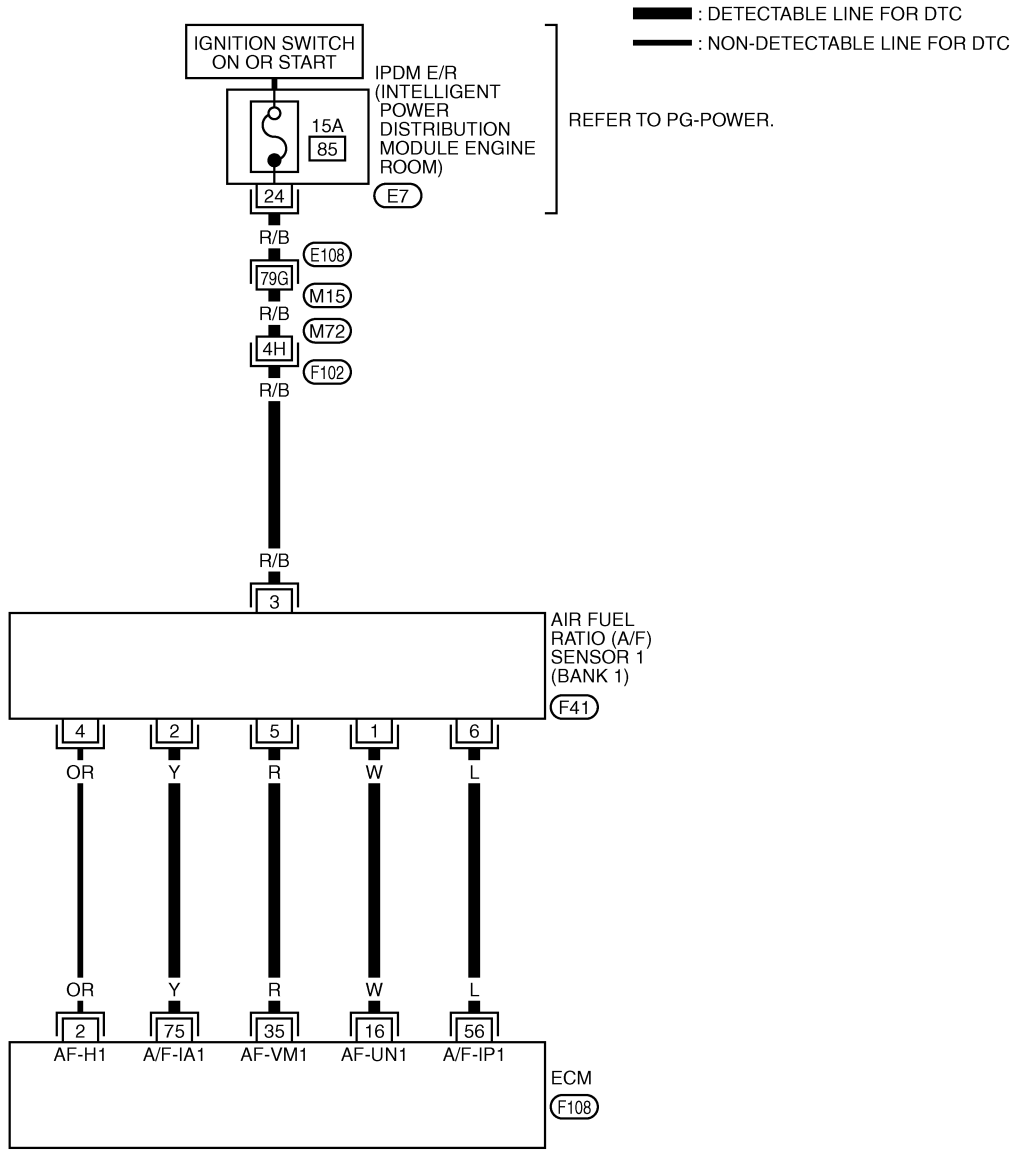 : DETECTABLE LINE FOR DTC
: NON-DETECTABLE LINE FOR DTC
IGNITION SWITCH
ON OR START
IPDM E/R
(INTELLIGENT
POWER
DISTRIBUTION
MODULE ENGINE
ROOM)
15A
85
REFER TO PG-POWER.
24
E7
R/B
E108
79G
M15
R/B
M72
4H
F102
R/B
R/B
3
AIR FUEL
RATIO (A/F)
SENSOR 1
(BANK 1)
F41
4 2 5 1 6
OR Y R W L
OR Y R W L
2 75 35 16 56
AF-H1 A/F-IA1 AF-VM1 AF-UN1 A/F-IP1
ECM
F108